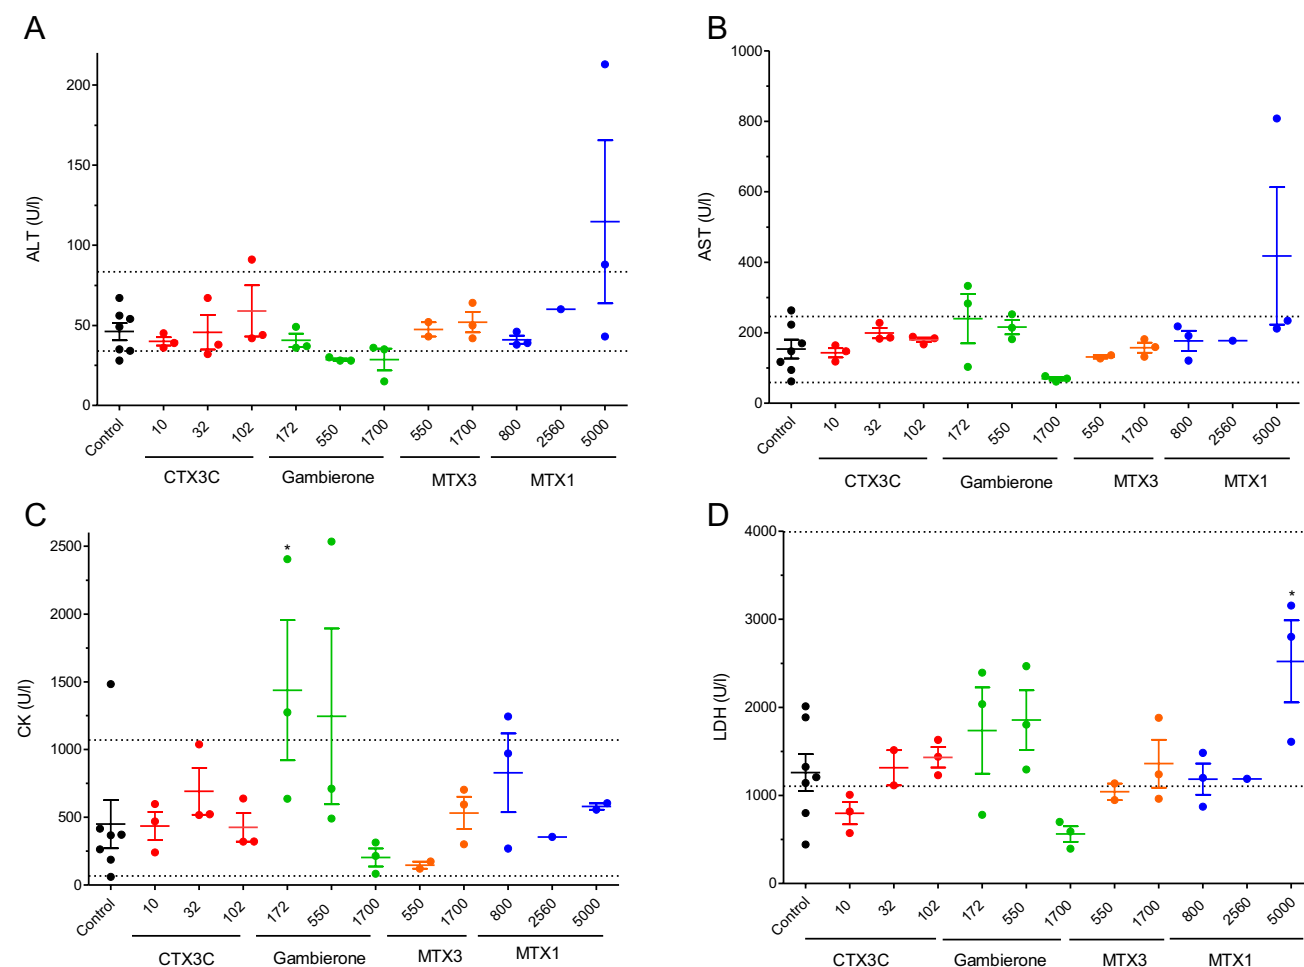 A
ALT (U/l)
200
150
100
50
0
Control
10
32
102
172
550
1700
550
1700
800
2560
5000
CTX3C
Gambierone
MTX3
MTX1
B
AST (U/l)
1000
800
600
400
200
0
Control
10
32
102
172
550
1700
550
1700
800
2560
5000
CTX3C
Gambierone
MTX3
MTX1
C
CK (U/l)
2500
2000
1500
1000
500
0
*
Control
10
32
102
172
550
1700
550
1700
800
2560
5000
CTX3C
Gambierone
MTX3
MTX1
D
LDH (U/l)
4000
3000
2000
1000
0
*
Control
10
32
102
172
550
1700
550
1700
800
2560
5000
CTX3C
Gambierone
MTX3
MTX1